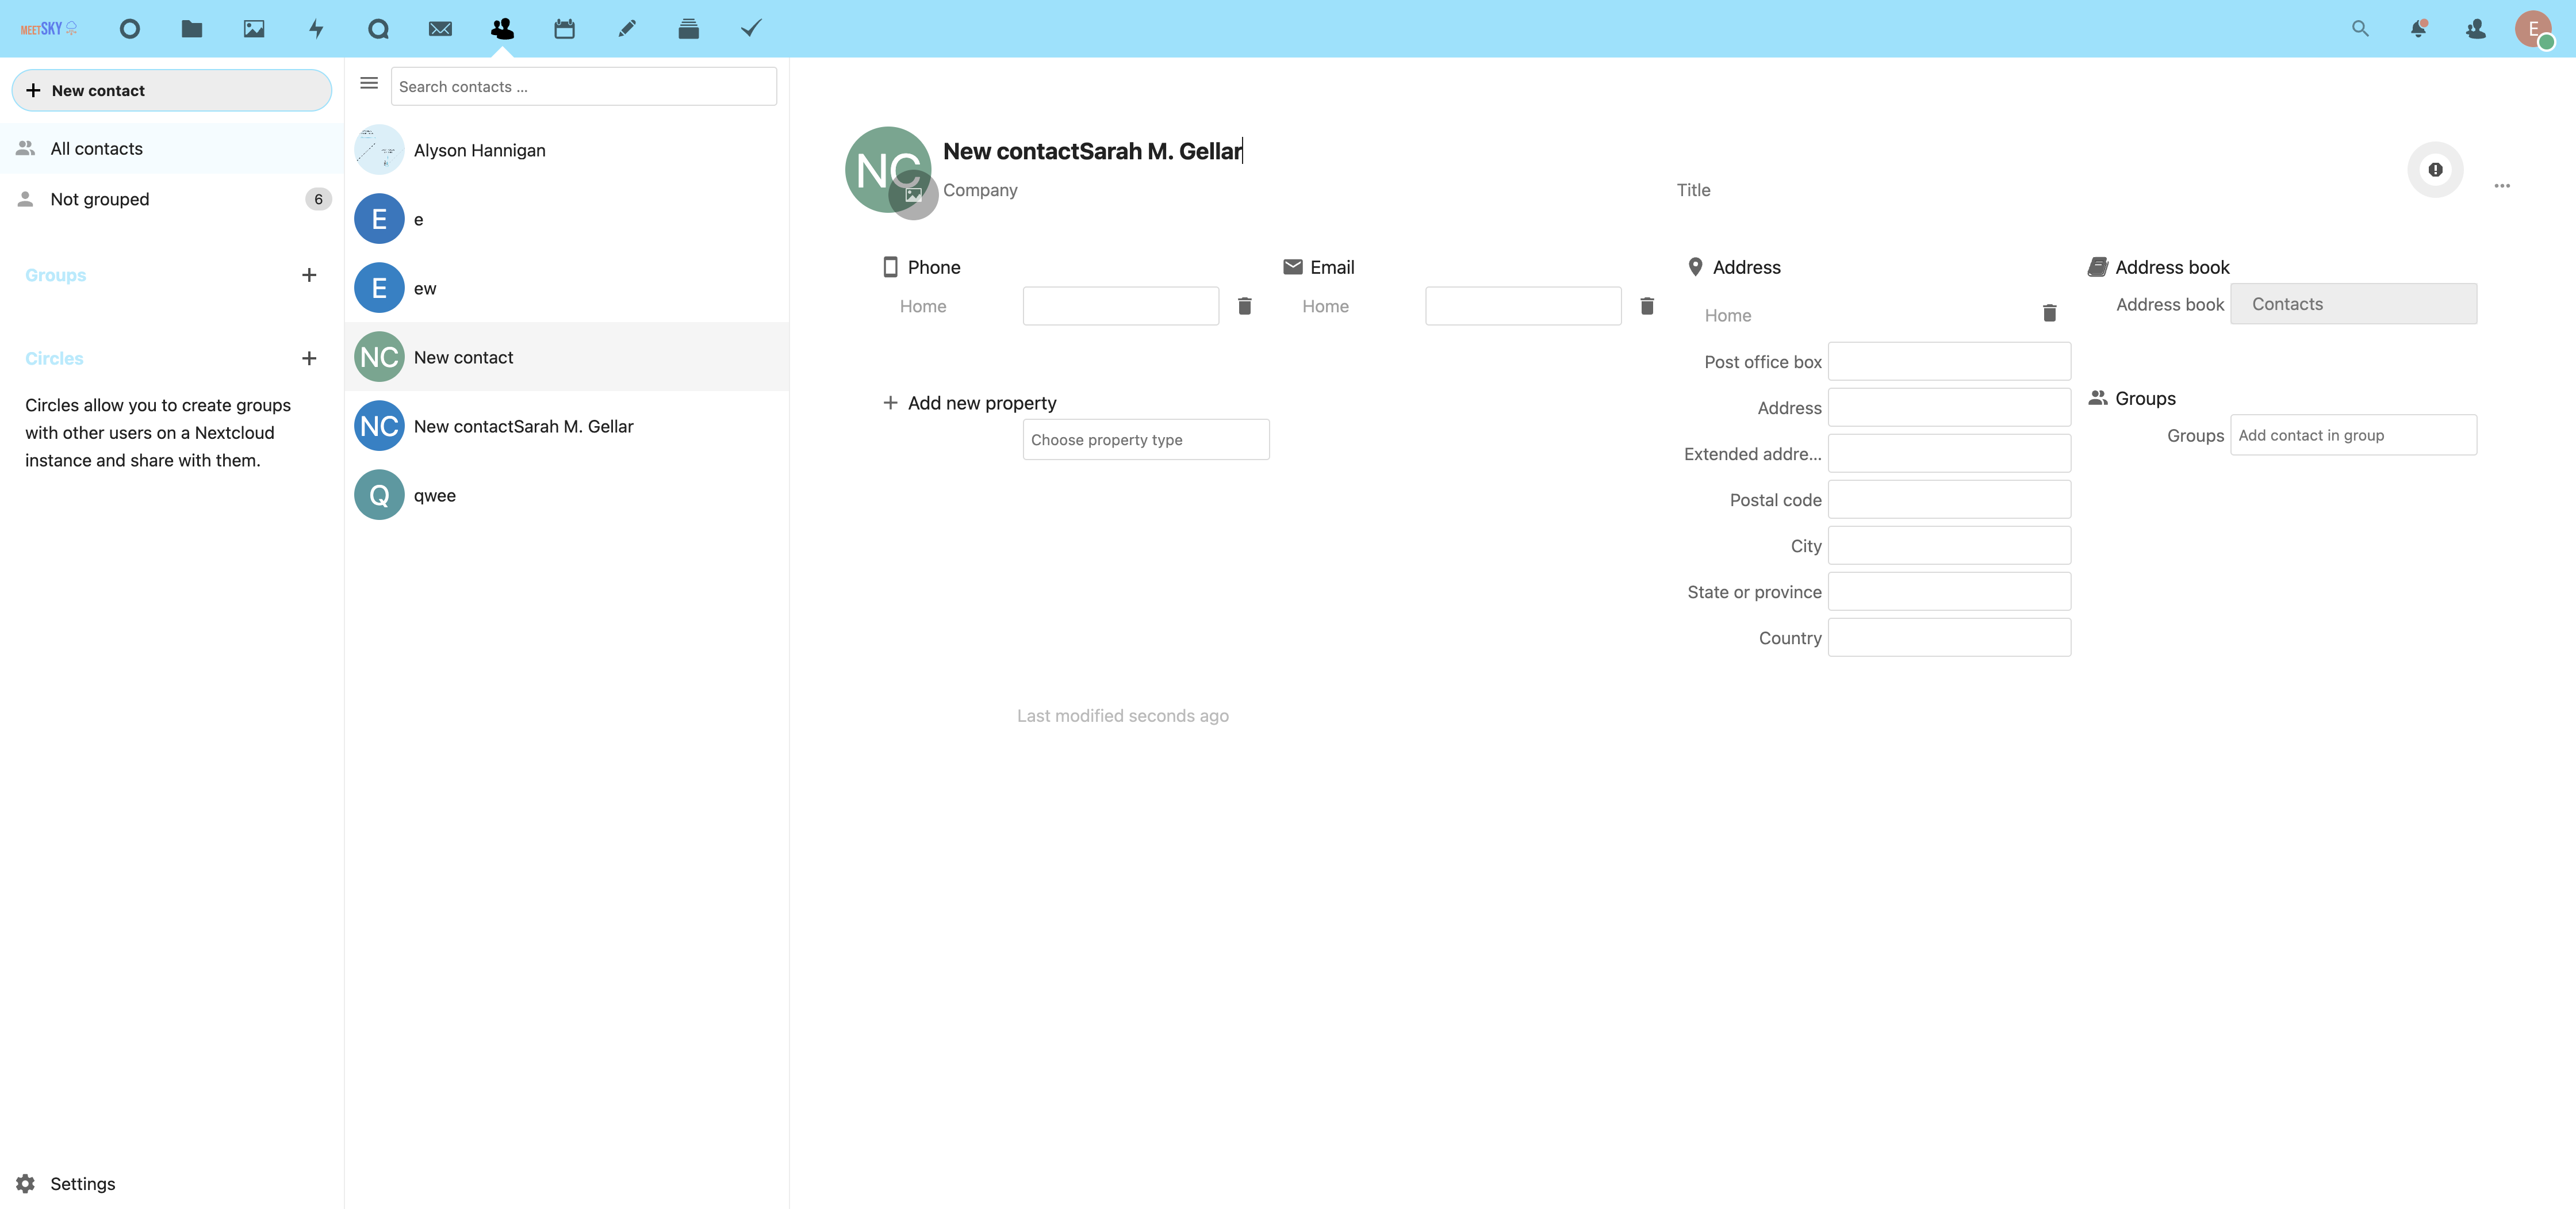 MEETSKY
E
New contact
Search contacts ...
All contacts
Not grouped
6
Groups
Circles
Circles allow you to create groups
with other users on a Nextcloud
instance and share with them.
Settings
Alyson Hannigan
E
e
E
ew
NC
New contact
NC
New contactSarah M. Gellar
Q
qwee
NC
New contactSarah M. Gellar
Company
Title
Phone
Home
Email
Home
Add new property
Choose property type
Address
Home
Post office box
Address
Extended addre...
Postal code
City
State or province
Country
Address book
Address book
Contacts
Groups
Groups
Add contact in group
Last modified seconds ago